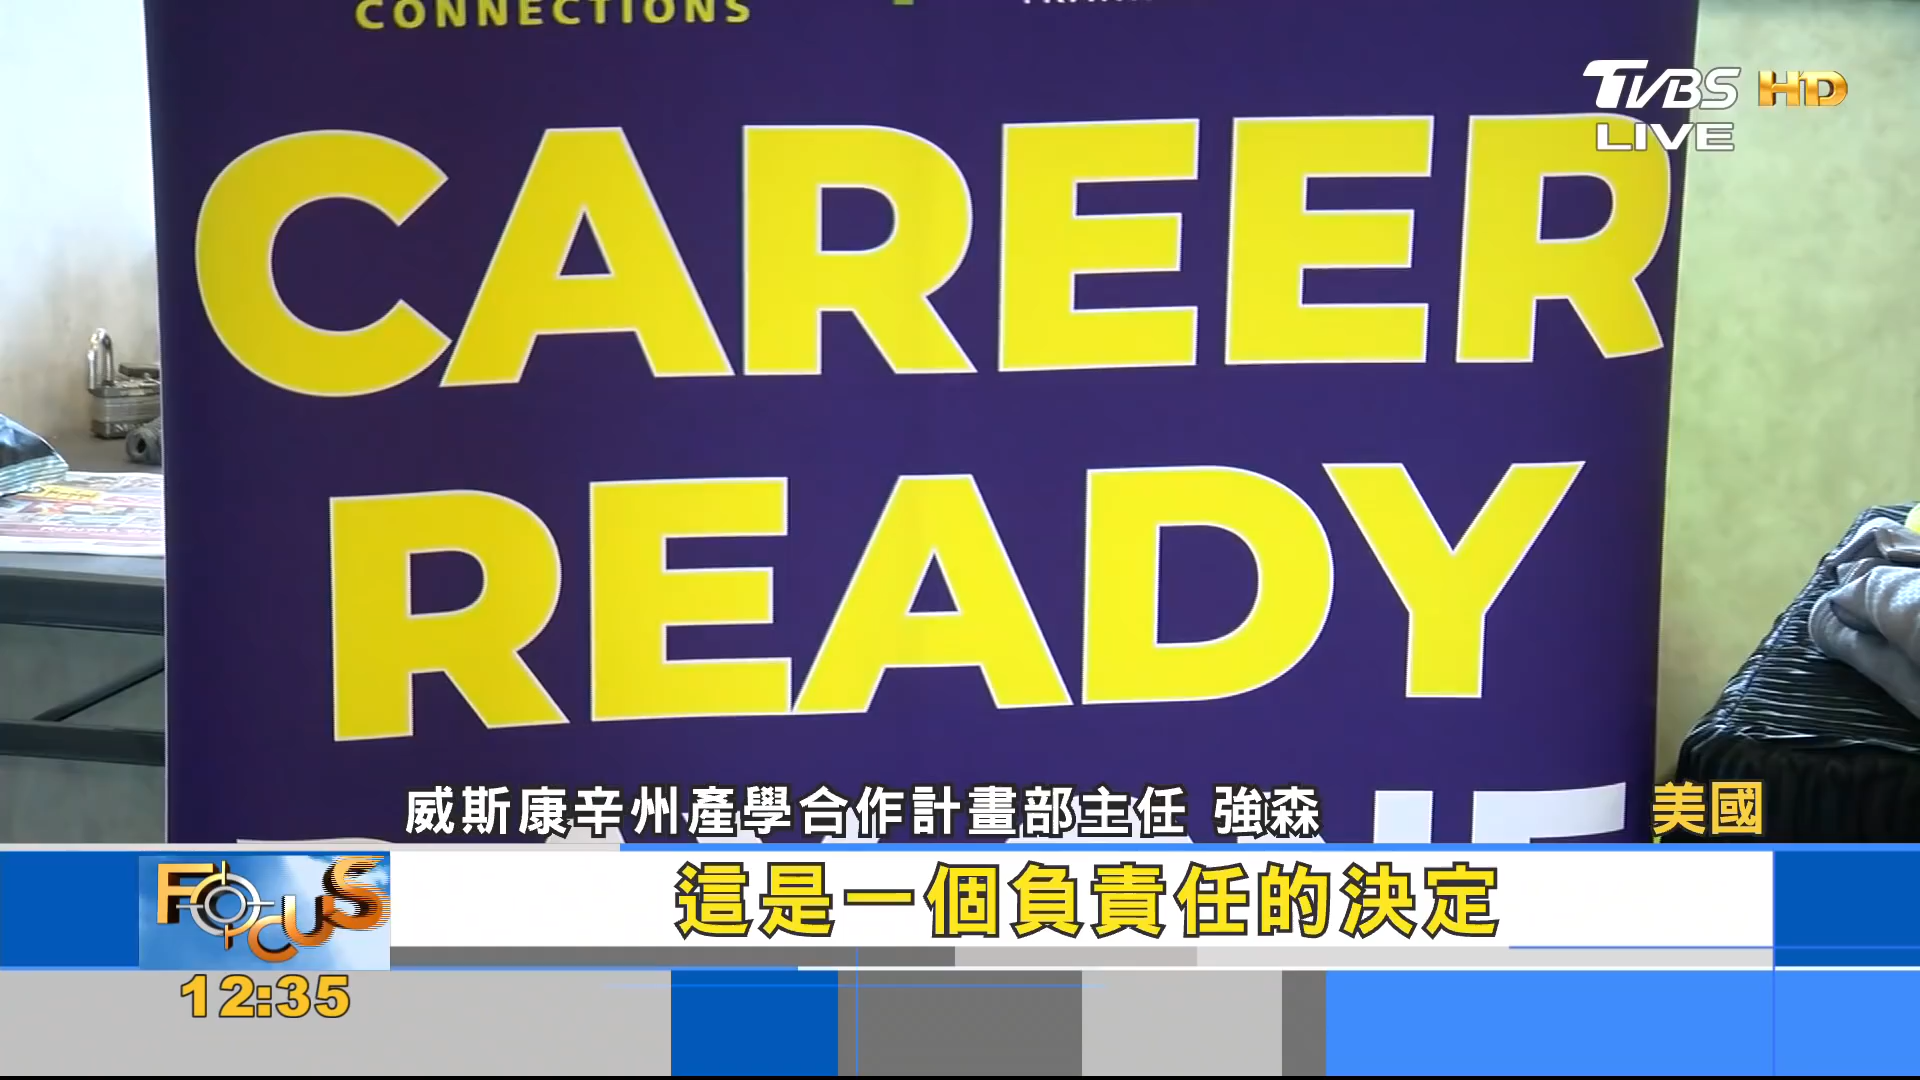 CONNECTIONS
TVBS HD
LIVE
CAREER
READY
威斯康辛州產學合作計畫部主任 強森
美國
FOCUS
這是一個負責任的決定
12:35